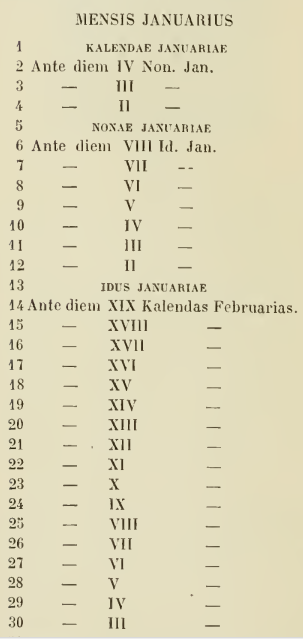 MENSIS JANUARIUS
1 KALENDAE JANUARIAE
2 Ante diem IV Non. Jan.
3 — III —
4 — II —
5 NONAE JANUARIAE
6 Ante diem VIII Id. Jan.
7 — VII --
8 — VI —
9 — V —
10 — IV —
11 — III —
12 — II —
13 IDUS JANUARIAE
14 Ante diem XIX Kalendas Februarias.
15 — XVIII —
16 — XVII —
17 — XVI —
18 — XV —
19 — XIV —
20 — XIII —
21 — XII —
22 — XI —
23 — X —
24 — IX —
25 — VIII —
26 — VII —
27 — VI —
28 — V —
29 — IV —
30 — III —